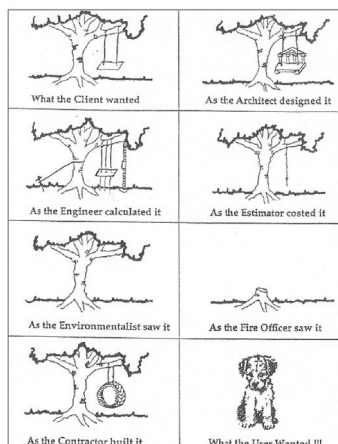 What the Client wanted
As the Architect designed it
As the Engineer calculated it
As the Estimator costed it
As the Environmentalist saw it
As the Fire Officer saw it
As the Contractor built it
What the User Wanted !!!